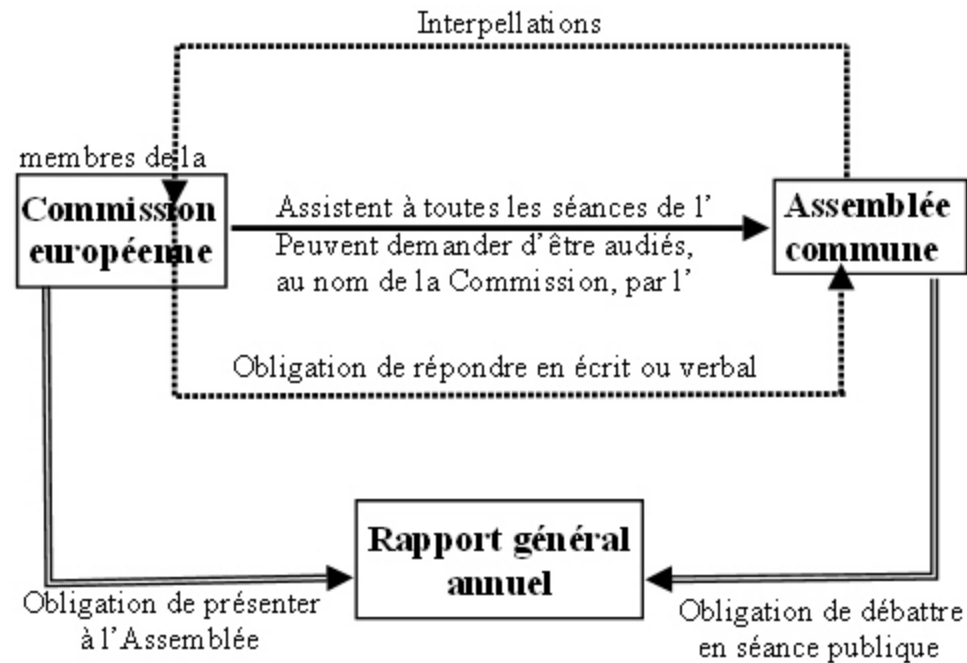 Interpellations
membres de la
Commission
européenne
Assistent à toutes les séances de l'
Peuvent demander d'être audiés,
au nom de la Commission, par l'
Assemblée
commune
Obligation de répondre en écrit ou verbal
Rapport général
annuel
Obligation de présenter
à l'Assemblée
Obligation de débattre
en séance publique